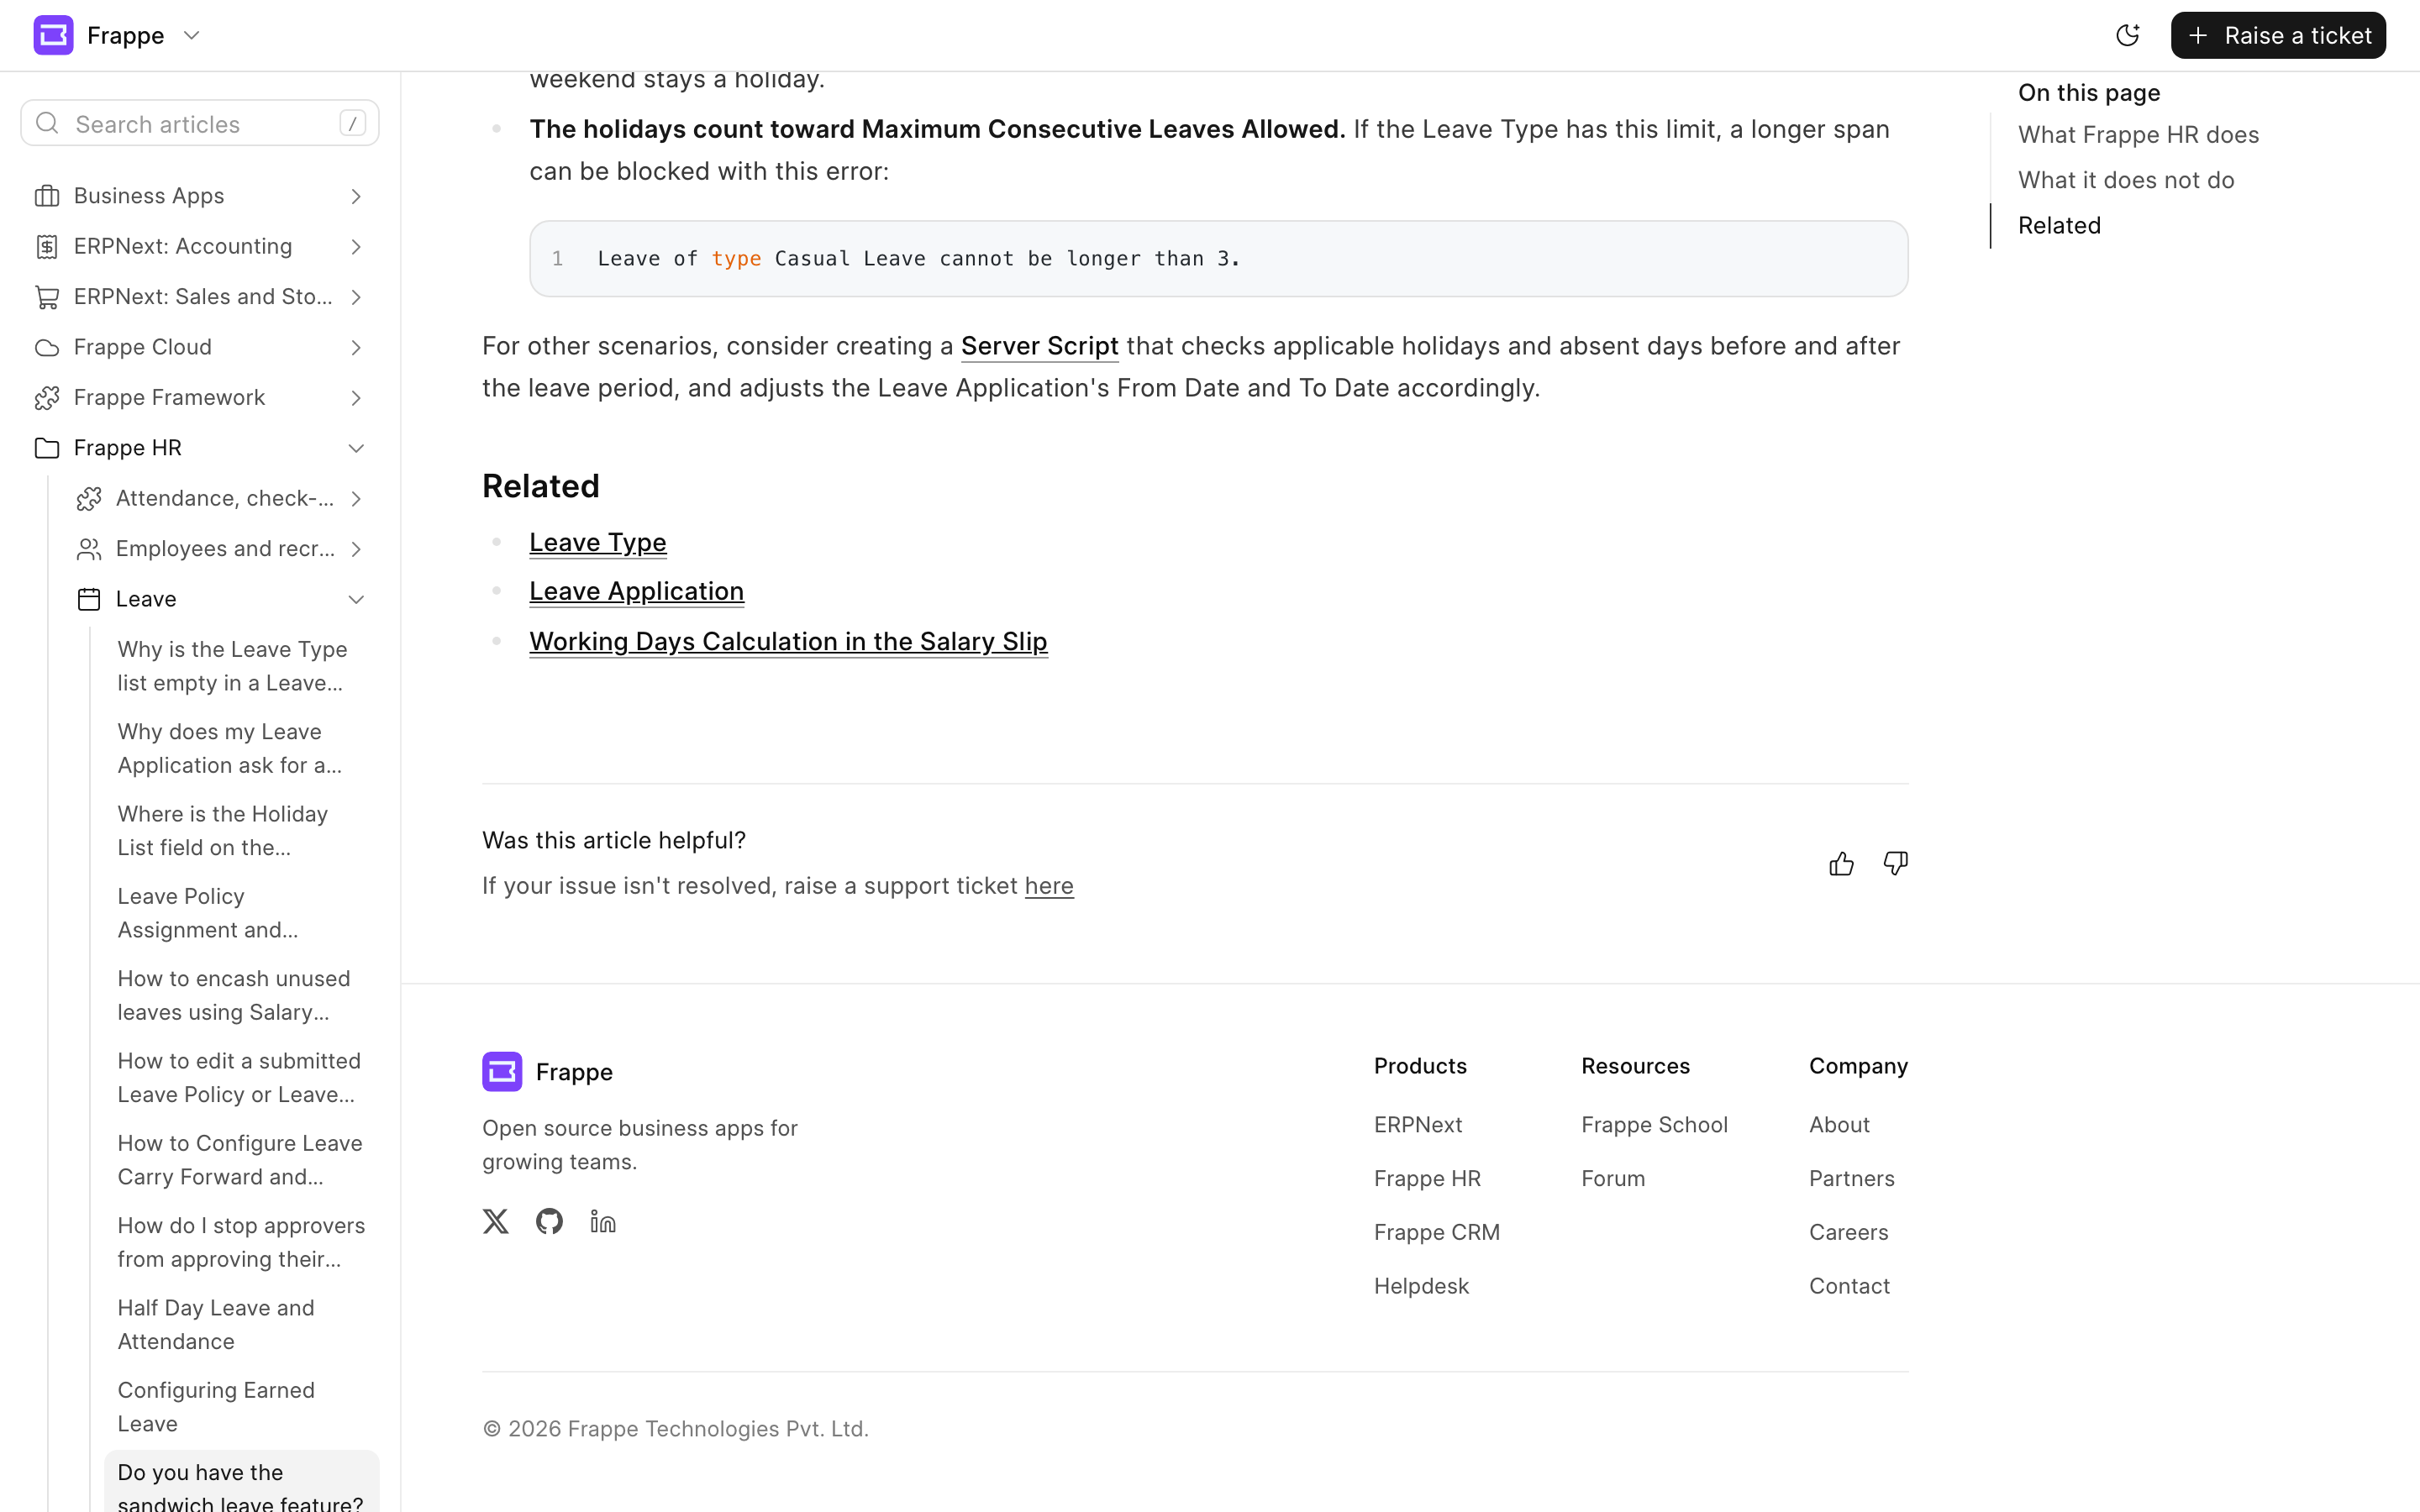 Frappe
Raise a ticket
Search articles
/
Business Apps
ERPNext: Accounting
ERPNext: Sales and Sto...
Frappe Cloud
Frappe Framework
Frappe HR
Attendance, check-...
Employees and recr...
Leave
Why is the Leave Type
list empty in a Leave...
Why does my Leave
Application ask for a...
Where is the Holiday
List field on the...
Leave Policy
Assignment and...
How to encash unused
leaves using Salary...
How to edit a submitted
Leave Policy or Leave...
How to Configure Leave
Carry Forward and...
How do I stop approvers
from approving their...
Half Day Leave and
Attendance
Configuring Earned
Leave
Do you have the
sandwich leave feature?
weekend stays a holiday.
The holidays count toward Maximum Consecutive Leaves Allowed. If the Leave Type has this limit, a longer span
can be blocked with this error:
1 Leave of type Casual Leave cannot be longer than 3.
For other scenarios, consider creating a Server Script that checks applicable holidays and absent days before and after
the leave period, and adjusts the Leave Application's From Date and To Date accordingly.
Related
Leave Type
Leave Application
Working Days Calculation in the Salary Slip
Was this article helpful?
If your issue isn't resolved, raise a support ticket here
On this page
What Frappe HR does
What it does not do
Related
Frappe
Open source business apps for
growing teams.
Products
ERPNext
Frappe HR
Frappe CRM
Helpdesk
Resources
Frappe School
Forum
Company
About
Partners
Careers
Contact
© 2026 Frappe Technologies Pvt. Ltd.